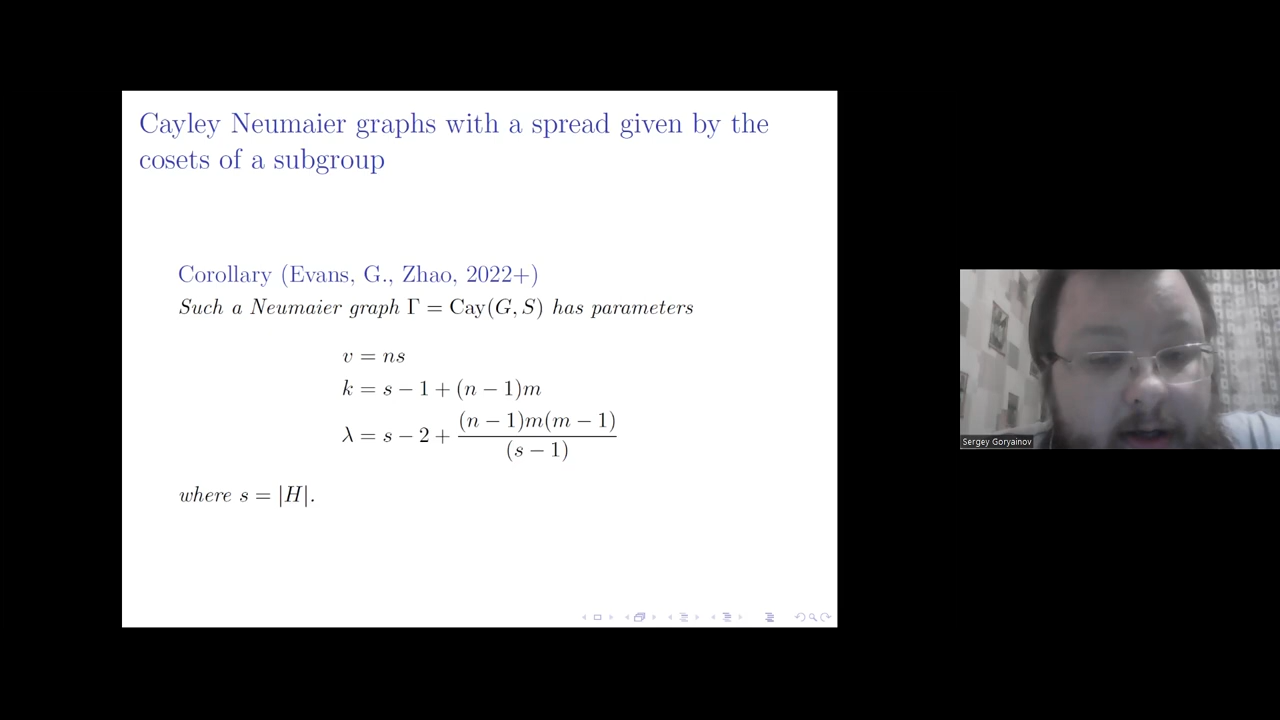 Cayley Neumaier graphs with a spread given by the
cosets of a subgroup
Corollary (Evans, G., Zhao, 2022+)
Such a Neumaier graph Γ = Cay(G, S) has parameters
v = ns
k = s − 1 + (n − 1)m
λ = s − 2 + (n − 1)m(m − 1) / (s − 1)
where s = |H|.
Sergey Goryainov